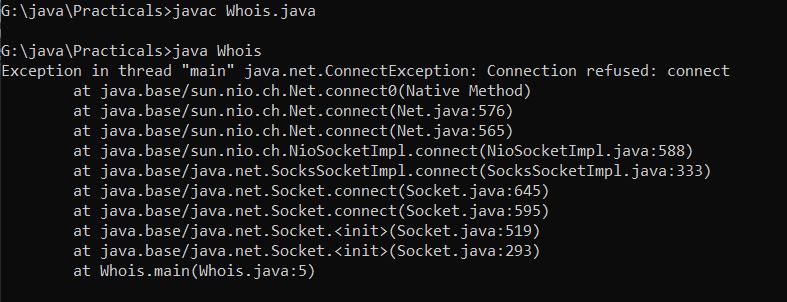 G:\java\Practicals>javac Whois.java
G:\java\Practicals>java Whois
Exception in thread "main" java.net.ConnectException: Connection refused: connect
        at java.base/sun.nio.ch.Net.connect0(Native Method)
        at java.base/sun.nio.ch.Net.connect(Net.java:576)
        at java.base/sun.nio.ch.Net.connect(Net.java:565)
        at java.base/sun.nio.ch.NioSocketImpl.connect(NioSocketImpl.java:588)
        at java.base/java.net.SocksSocketImpl.connect(SocksSocketImpl.java:333)
        at java.base/java.net.Socket.connect(Socket.java:645)
        at java.base/java.net.Socket.connect(Socket.java:595)
        at java.base/java.net.Socket.<init>(Socket.java:519)
        at java.base/java.net.Socket.<init>(Socket.java:293)
        at Whois.main(Whois.java:5)